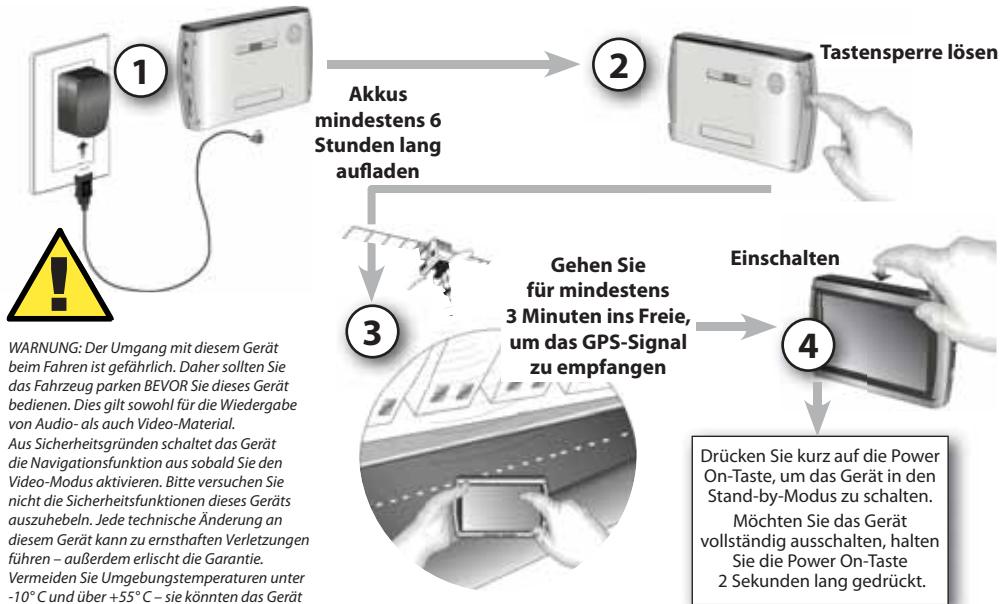 1
Akkus
mindestens 6
Stunden lang
aufladen
2
Tastensperre lösen
3
Gehen Sie
für mindestens
3 Minuten ins Freie,
um das GPS-Signal
zu empfangen
Einschalten
4
Drücken Sie kurz auf die Power
On-Taste, um das Gerät in den
Stand-by-Modus zu schalten.
Möchten Sie das Gerät
vollständig ausschalten, halten
Sie die Power On-Taste
2 Sekunden lang gedrückt.
!
WARNUNG: Der Umgang mit diesem Gerät
beim Fahren ist gefährlich. Daher sollten Sie
das Fahrzeug parken BEVOR Sie dieses Gerät
bedienen. Dies gilt sowohl für die Wiedergabe
von Audio- als auch Video-Material.
Aus Sicherheitsgründen schaltet das Gerät
die Navigationsfunktion aus sobald Sie den
Video-Modus aktivieren. Bitte versuchen Sie
nicht die Sicherheitsfunktionen dieses Geräts
auszuhebeln. Jede technische Änderung an
diesem Gerät kann zu ernsthaften Verletzungen
führen – außerdem erlischt die Garantie.
Vermeiden Sie Umgebungstemperaturen unter
-10° C und über +55° C – sie könnten das Gerät